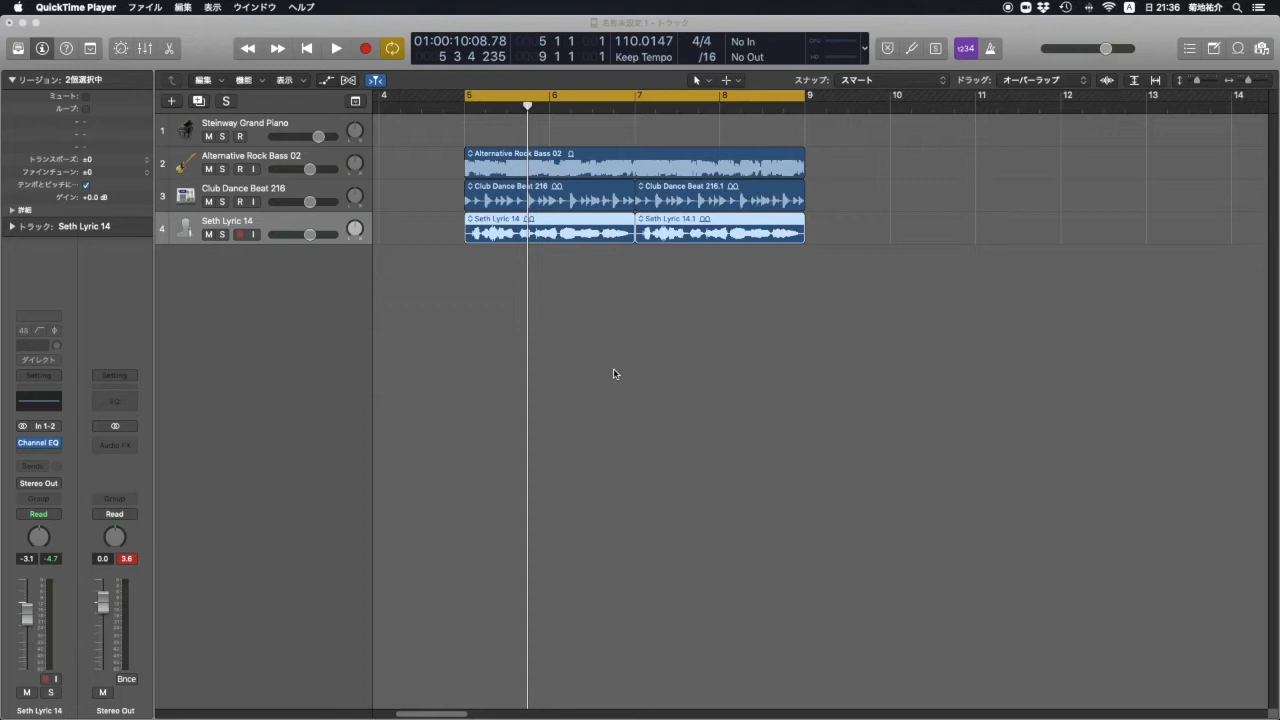 QuickTime Player ファイル 編集 表示 ウインドウ ヘルプ A 日 21:36 菊地祐介
名称未設定 1 - トラック
01:00:10:08.78 5 1 1 001 110.0147 4/4 No In CPU
5 3 4 235 9 1 1 001 Keep Tempo /16 No Out HD
S 1234
リージョン: 2個選択中 編集 機能 表示 スナップ: スマート ドラッグ: オーバーラップ
ミュート:
ループ:
トランスポーズ: ±0
ファインチューン: ±0
テンポとピッチに…
ゲイン: +0.0 dB
詳細
トラック: Seth Lyric 14
S
4 5 6 7 8 9 10 11 12 13 14
1 Steinway Grand Piano
M S R
2 Alternative Rock Bass 02
M S R I
Alternative Rock Bass 02
3 Club Dance Beat 216
M S R I
Club Dance Beat 216 Club Dance Beat 216.1
4 Seth Lyric 14
M S R I
Seth Lyric 14 Seth Lyric 14.1
48
ダイレクト
Setting Setting
EQ
In 1-2
Channel EQ Audio FX
Sends
Stereo Out
Group Group
Read Read
-3.1 -4.7 0.0 3.6
I Bnce
M S M
Seth Lyric 14 Stereo Out